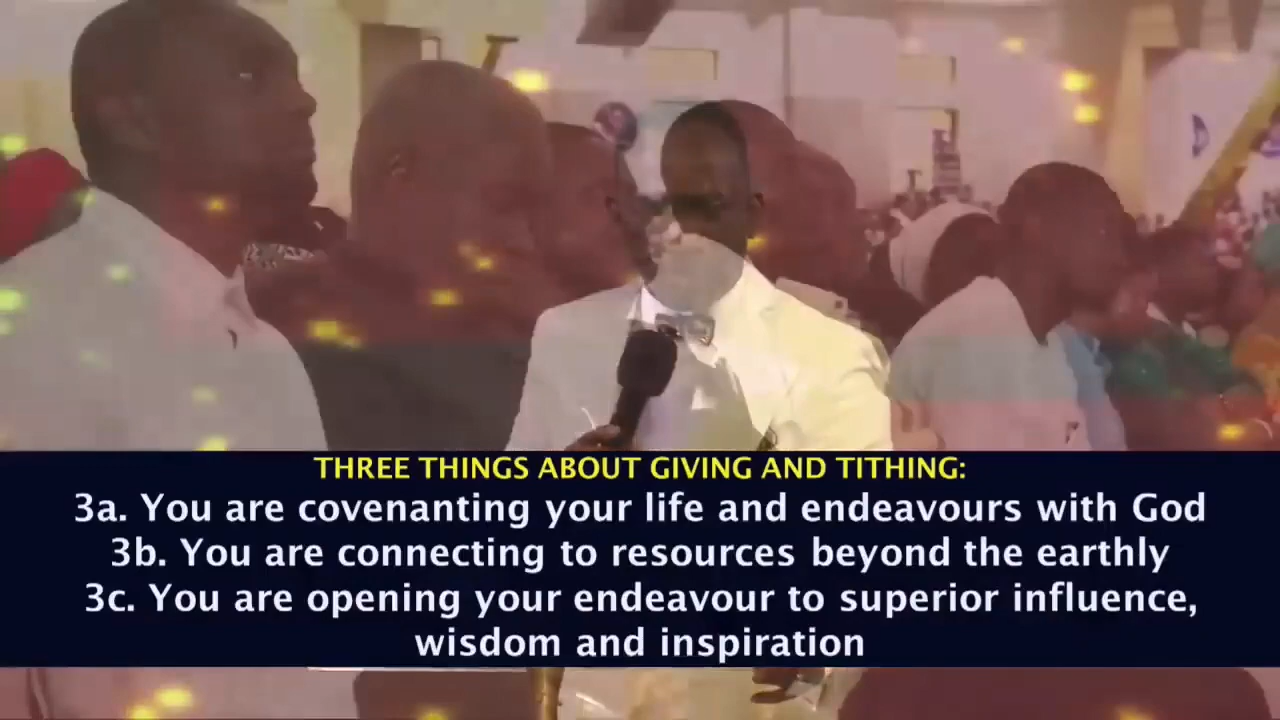 THREE THINGS ABOUT GIVING AND TITHING:
3a. You are covenanting your life and endeavours with God
3b. You are connecting to resources beyond the earthly
3c. You are opening your endeavour to superior influence,
wisdom and inspiration